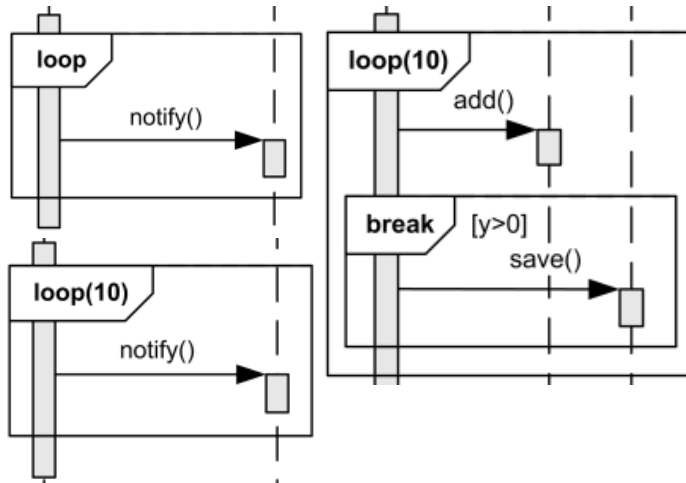 loop
notify()
loop(10)
notify()
loop(10)
add()
break [y>0]
save()